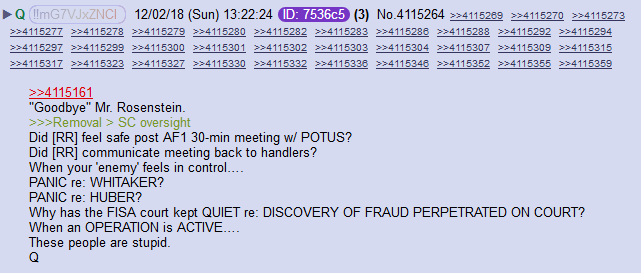 Q !!mG7VJxZNCI 12/02/18 (Sun) 13:22:24 ID: 7536c5 (3) No.4115264 >>4115269 >>4115270 >>4115273
>>4115277 >>4115278 >>4115279 >>4115280 >>4115282 >>4115283 >>4115286 >>4115288 >>4115292 >>4115294
>>4115297 >>4115299 >>4115300 >>4115301 >>4115302 >>4115304 >>4115305 >>4115307 >>4115309 >>4115315
>>4115317 >>4115323 >>4115327 >>4115330 >>4115332 >>4115336 >>4115346 >>4115352 >>4115355 >>4115359
>>4115161
"Goodbye" Mr. Rosenstein.
>>>Removal > SC oversight
Did [RR] feel safe post AF1 30-min meeting w/ POTUS?
Did [RR] communicate meeting back to handlers?
When your 'enemy' feels in control….
PANIC re: WHITAKER?
PANIC re: HUBER?
Why has the FISA court kept QUIET re: DISCOVERY OF FRAUD PERPETRATED ON COURT?
When an OPERATION is ACTIVE….
These people are stupid.
Q